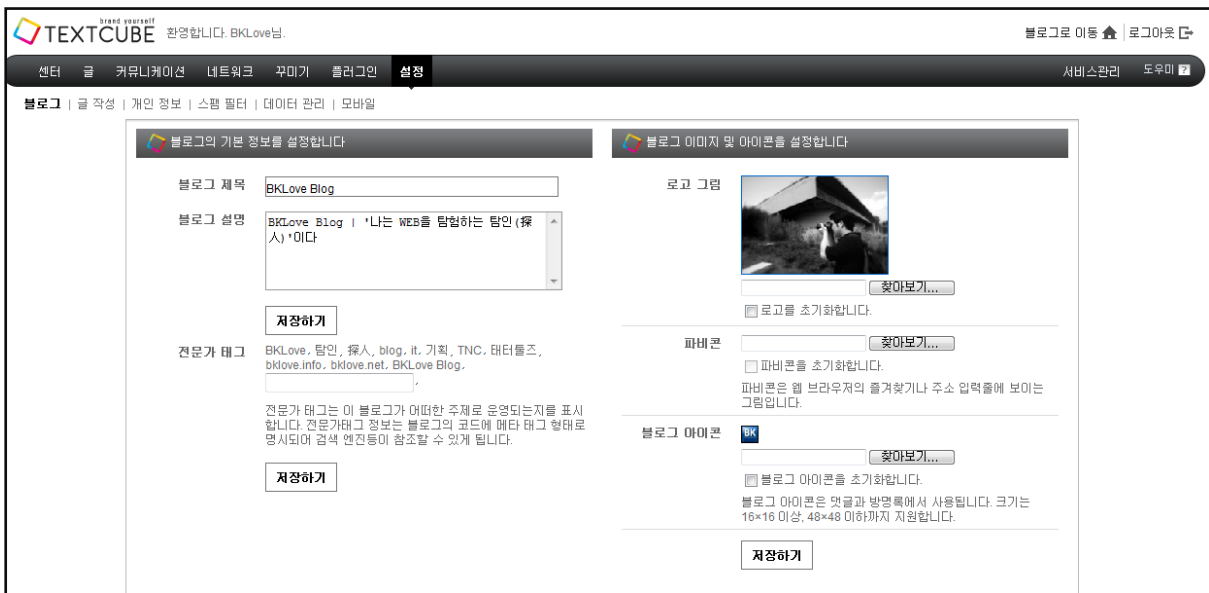 brand yourself
TEXTCUBE 환영합니다. BKLove님.
블로그로 이동 로그아웃
센터 글 커뮤니케이션 네트워크 꾸미기 플러그인 설정
서비스관리 도우미 ?
블로그 | 글 작성 | 개인 정보 | 스팸 필터 | 데이터 관리 | 모바일
블로그의 기본 정보를 설정합니다
블로그 제목
BKLove Blog
블로그 설명
BKLove Blog | '나는 WEB을 탐험하는 탐인(探
人)'이다
저장하기
전문가 태그
BKLove, 탐인, 探人, blog, it, 기획, TNC, 태터툴즈,
bklove.info, bklove.net, BKLove Blog,
,
전문가 태그는 이 블로그가 어떠한 주제로 운영되는지를 표시
합니다. 전문가태그 정보는 블로그의 코드에 메타 태그 형태로
명시되어 검색 엔진등이 참조할 수 있게 됩니다.
저장하기
블로그 이미지 및 아이콘을 설정합니다
로고 그림
찾아보기...
로고를 초기화합니다.
파비콘
찾아보기...
파비콘을 초기화합니다.
파비콘은 웹 브라우저의 즐겨찾기나 주소 입력줄에 보이는
그림입니다.
블로그 아이콘
BK
찾아보기...
블로그 아이콘을 초기화합니다.
블로그 아이콘은 댓글과 방명록에서 사용됩니다. 크기는
16×16 이상, 48×48 이하까지 지원합니다.
저장하기